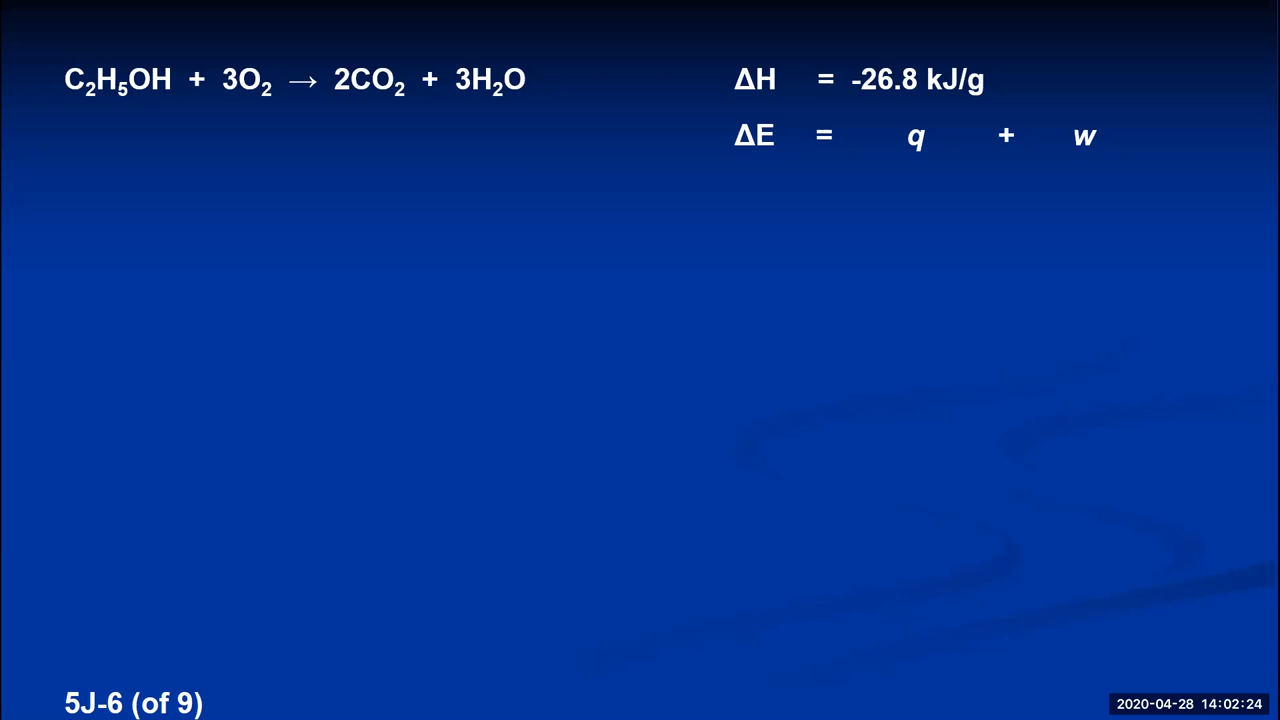 C₂H₅OH + 3O₂ → 2CO₂ + 3H₂O ΔH = -26.8 kJ/g
ΔE = q + w
5J-6 (of 9)
2020-04-28 14:02:24